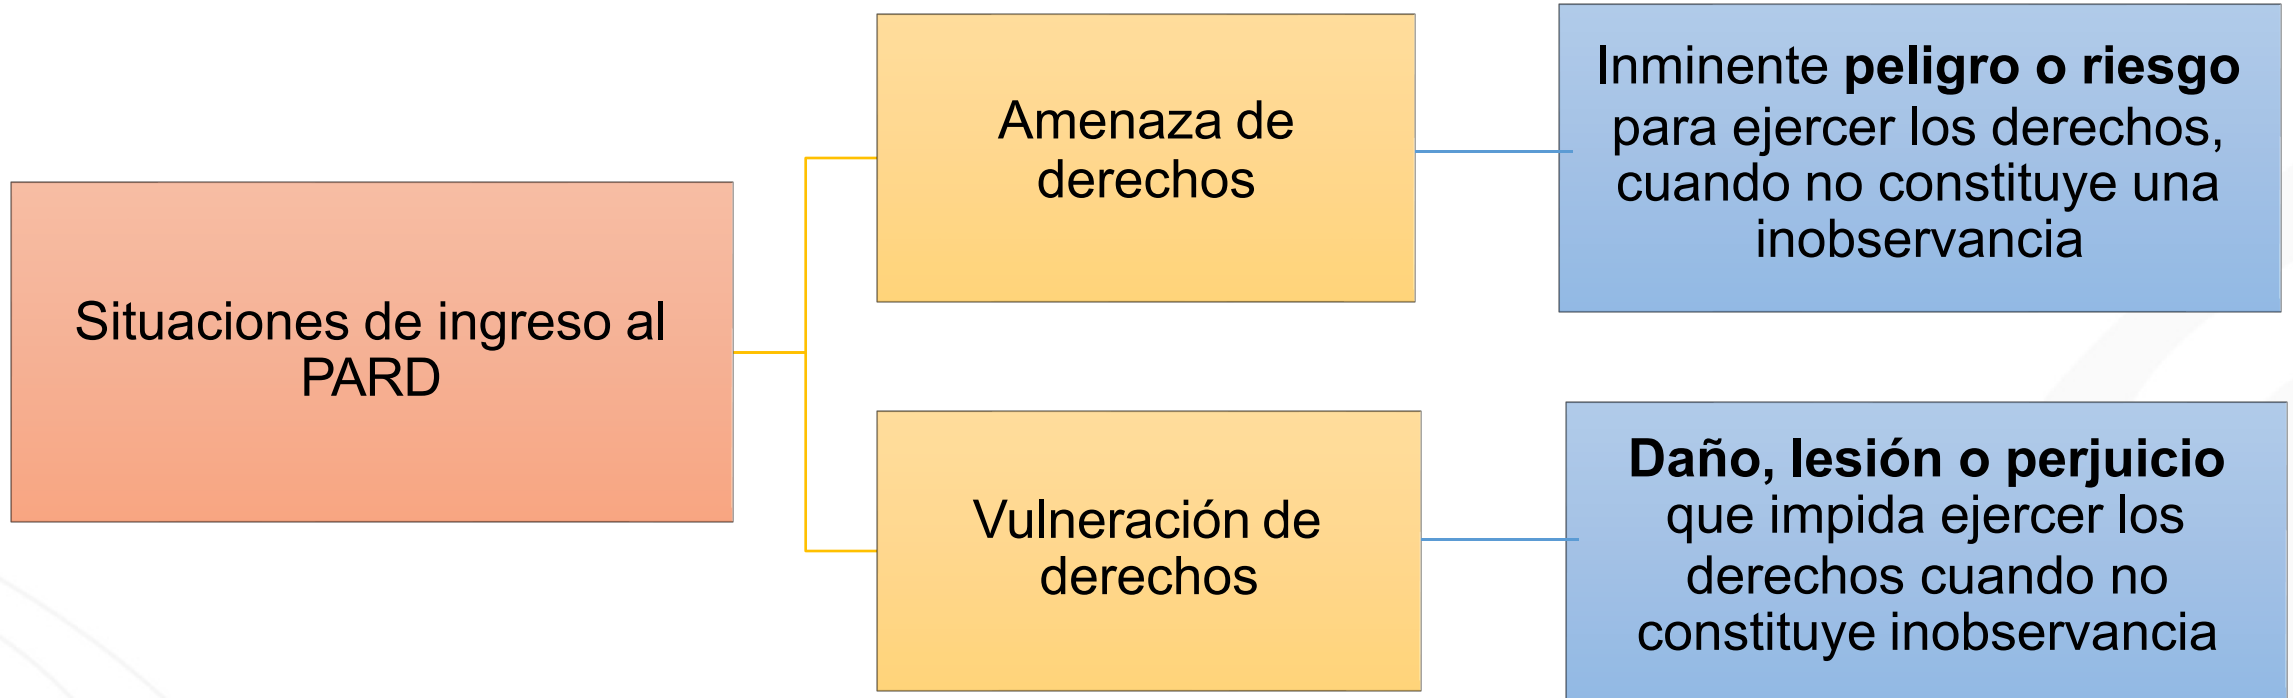 Situaciones de ingreso al
PARD
Amenaza de
derechos
Inminente peligro o riesgo
para ejercer los derechos,
cuando no constituye una
inobservancia
Vulneración de
derechos
Daño, lesión o perjuicio
que impida ejercer los
derechos cuando no
constituye inobservancia